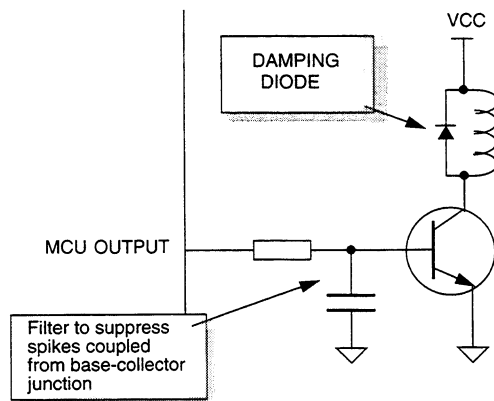 VCC
DAMPING
DIODE
MCU OUTPUT
Filter to suppress
spikes coupled
from base-collector
junction